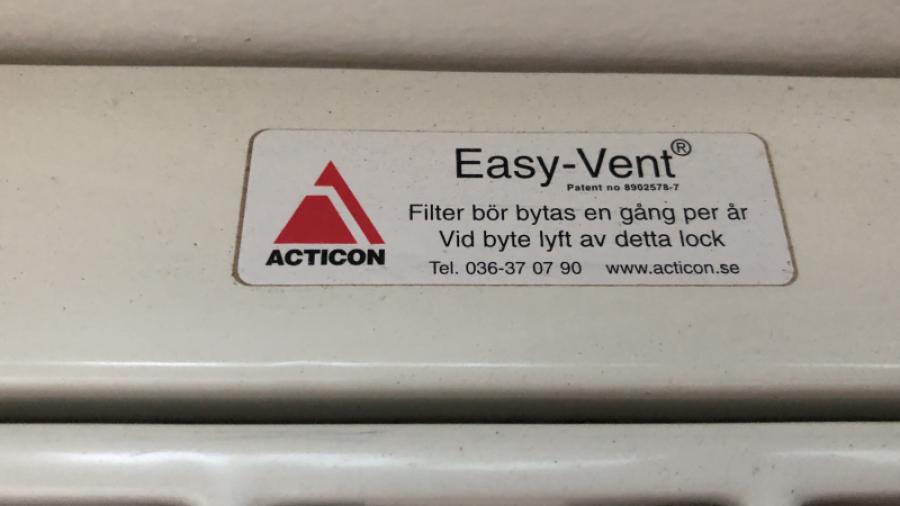 Easy-Vent®
Patent no 8902578-7
Filter bör bytas en gång per år
Vid byte lyft av detta lock
ACTICON
Tel. 036-37 07 90 www.acticon.se